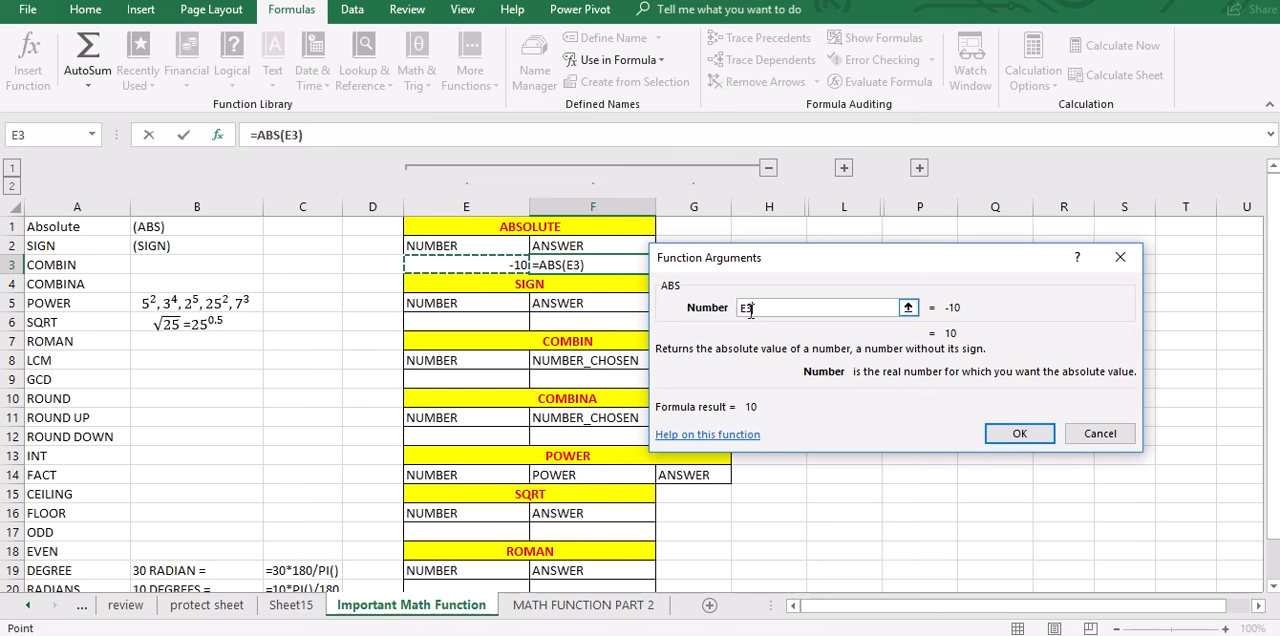 File Home Insert Page Layout Formulas Data Review View Help Power Pivot Tell me what you want to do Share
Insert Function
AutoSum
Recently Used
Financial
Logical
Text
Date & Time
Lookup & Reference
Math & Trig
More Functions
Function Library
Name Manager
Define Name
Use in Formula
Create from Selection
Defined Names
Trace Precedents
Trace Dependents
Remove Arrows
Show Formulas
Error Checking
Evaluate Formula
Formula Auditing
Watch Window
Calculation Options
Calculate Now
Calculate Sheet
Calculation
E3 fx =ABS(E3)
1
2
A B C D E F G H L P Q R S T U
1 Absolute (ABS) ABSOLUTE
2 SIGN (SIGN) NUMBER ANSWER
3 COMBIN -10 =ABS(E3)
4 COMBINA SIGN
5 POWER 5², 3⁴, 2⁵, 25², 7³ NUMBER ANSWER
6 SQRT √25 =25^0.5
7 ROMAN COMBIN
8 LCM NUMBER NUMBER_CHOSEN
9 GCD
10 ROUND COMBINA
11 ROUND UP NUMBER NUMBER_CHOSEN
12 ROUND DOWN
13 INT POWER
14 FACT NUMBER POWER ANSWER
15 CEILING SQRT
16 FLOOR NUMBER ANSWER
17 ODD
18 EVEN ROMAN
19 DEGREE 30 RADIAN = =30*180/PI() NUMBER ANSWER
20 RADIANS 10 DEGREES = =10*PI()/180
Function Arguments ?
ABS
Number E3 = -10
= 10
Returns the absolute value of a number, a number without its sign.
Number is the real number for which you want the absolute value.
Formula result = 10
Help on this function OK Cancel
... review protect sheet Sheet15 Important Math Function MATH FUNCTION PART 2
Point 100%